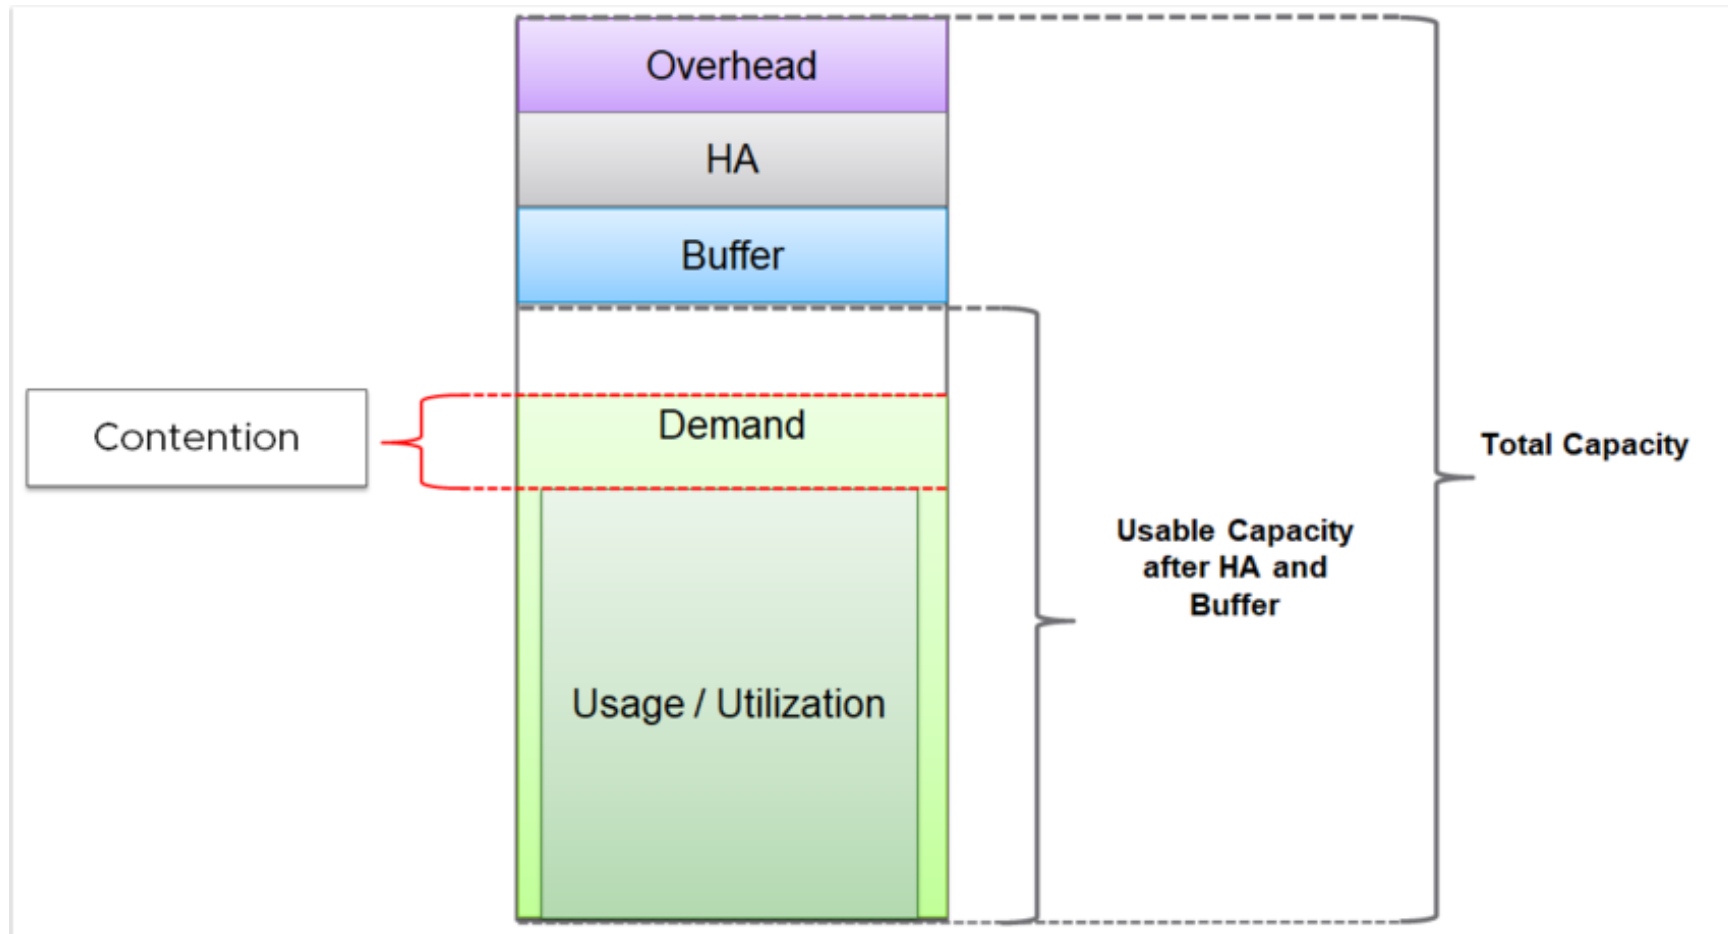 Overhead
HA
Buffer
Contention
Demand
Total Capacity
Usable Capacity
after HA and
Buffer
Usage / Utilization